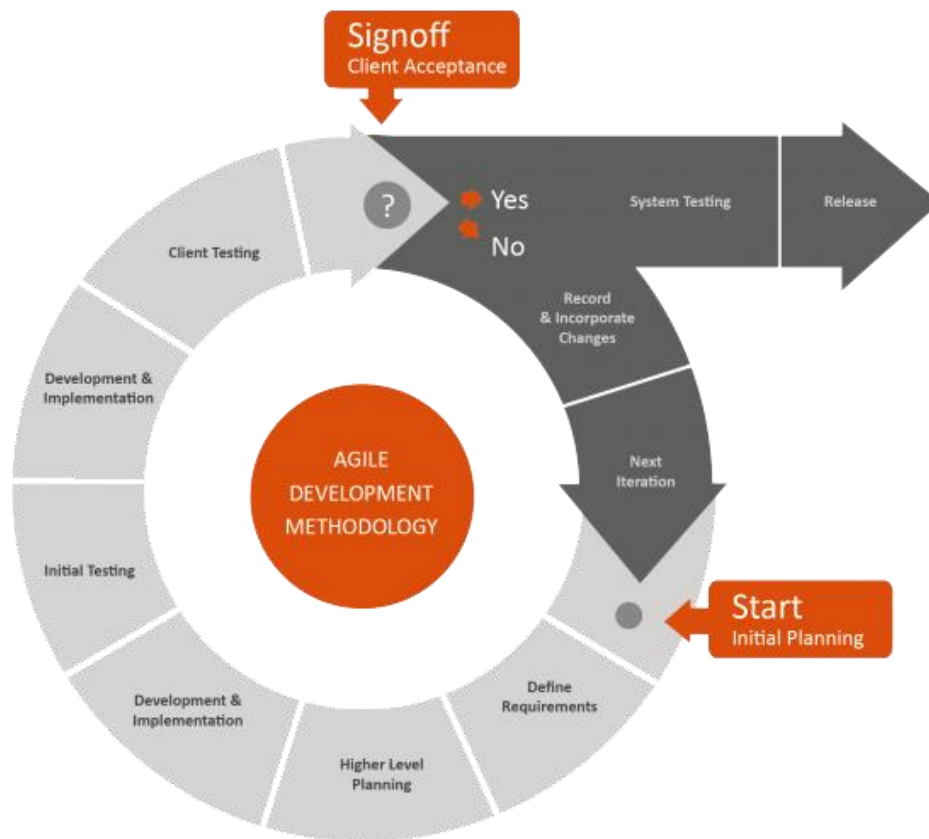 Signoff
Client Acceptance
?
Yes
No
System Testing
Release
Client Testing
Record
& Incorporate
Changes
Development &
Implementation
AGILE
DEVELOPMENT
METHODOLOGY
Next
Iteration
Initial Testing
Start
Initial Planning
Define
Requirements
Development &
Implementation
Higher Level
Planning